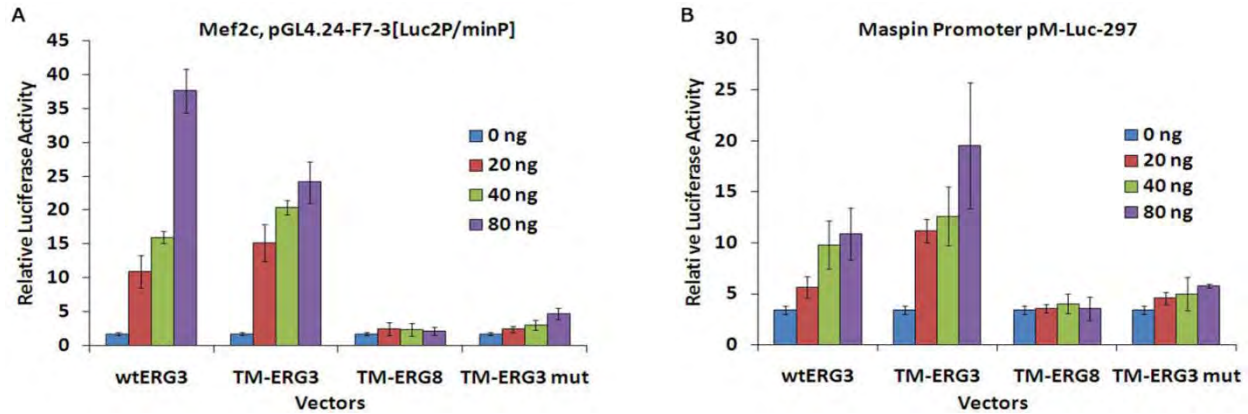 A
Mef2c, pGL4.24-F7-3[Luc2P/minP]
Relative Luciferase Activity
45
40
35
30
25
20
15
10
5
0
0 ng
20 ng
40 ng
80 ng
wtERG3 TM-ERG3 TM-ERG8 TM-ERG3 mut
Vectors
B
Maspin Promoter pM-Luc-297
Relative Luciferase Activity
30
25
20
15
10
5
0
0 ng
20 ng
40 ng
80 ng
wtERG3 TM-ERG3 TM-ERG8 TM-ERG3 mut
Vectors